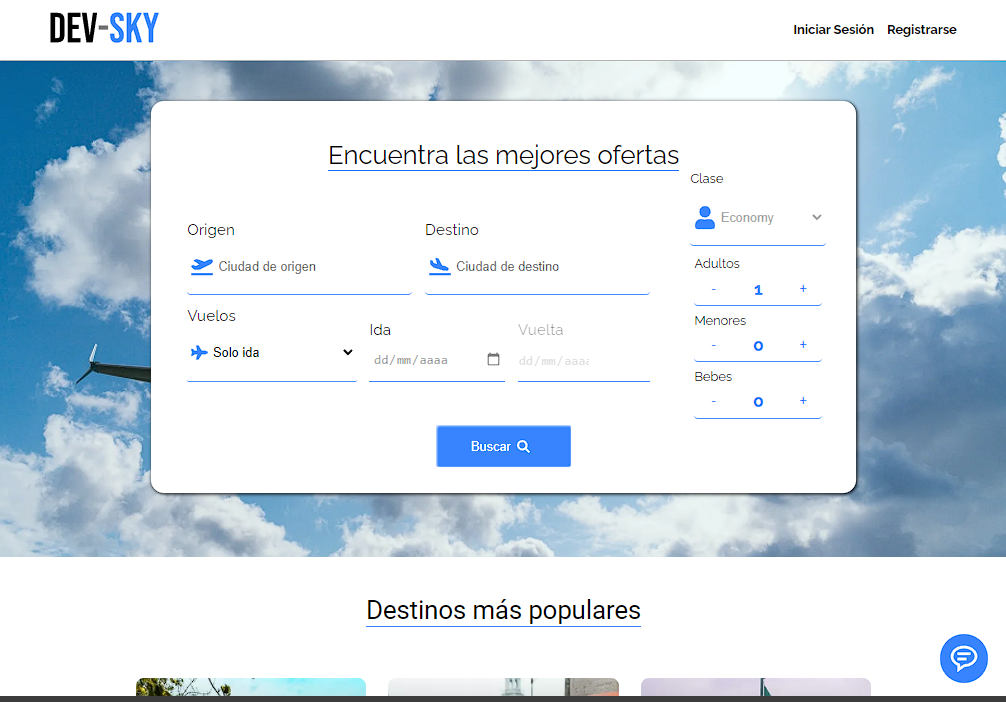 DEV-SKY
Iniciar Sesión Registrarse
Encuentra las mejores ofertas
Clase
Economy
Origen
Ciudad de origen
Destino
Ciudad de destino
Adultos
- 1 +
Vuelos
Solo ida
Ida
dd/mm/aaaa
Vuelta
dd/mm/aaaa
Menores
- 0 +
Bebes
- 0 +
Buscar
Destinos más populares